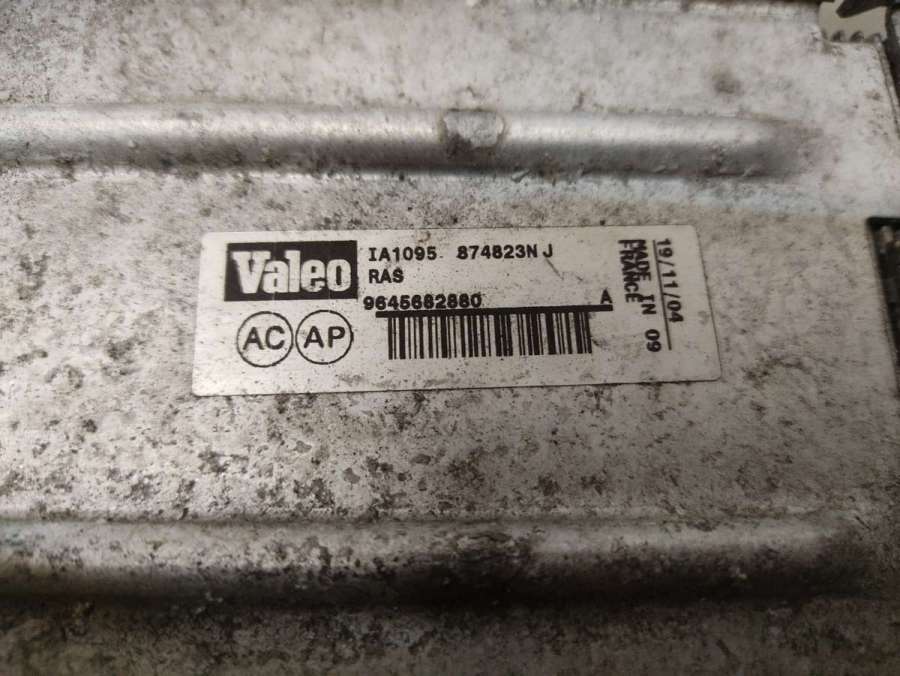 Valeo
IA1095 874823N J
RAS
9645682880 A
AC AP
19/11/04
MADE IN 09
FRANCE